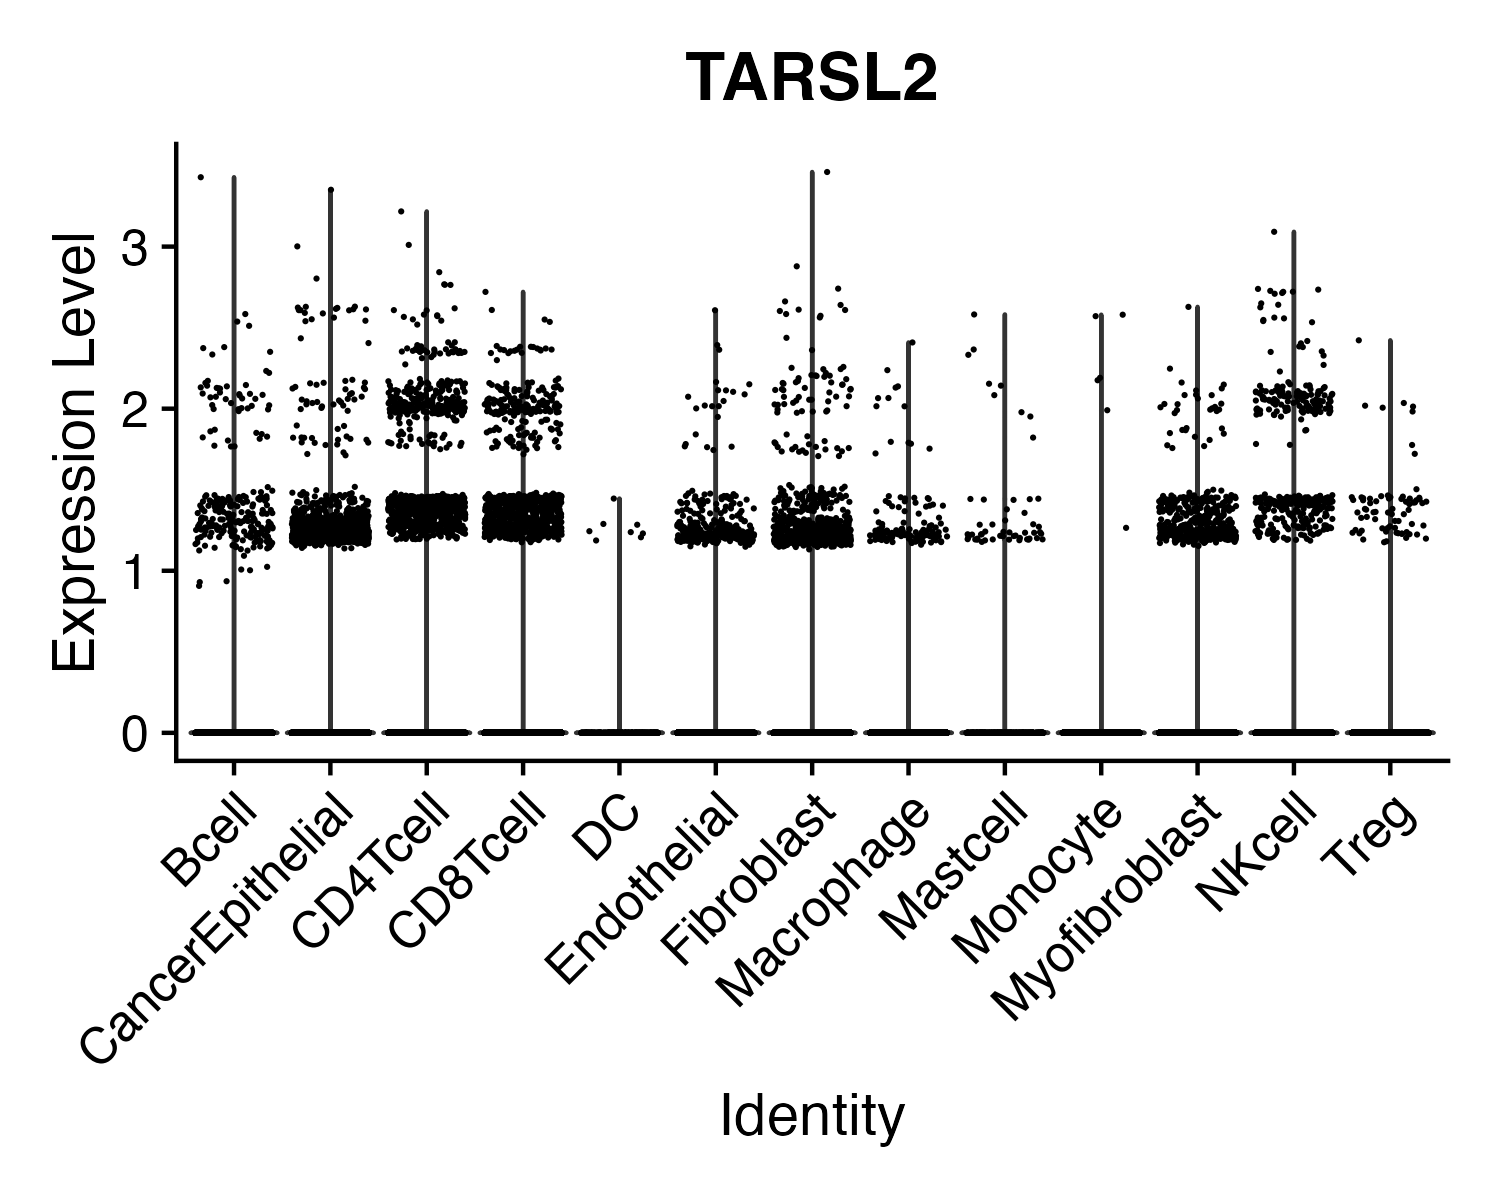 TARSL2
Expression Level
3
2
1
0
Bcell
CancerEpithelial
CD4Tcell
CD8Tcell
DC
Endothelial
Fibroblast
Macrophage
Mastcell
Monocyte
Myofibroblast
NKcell
Treg
Identity